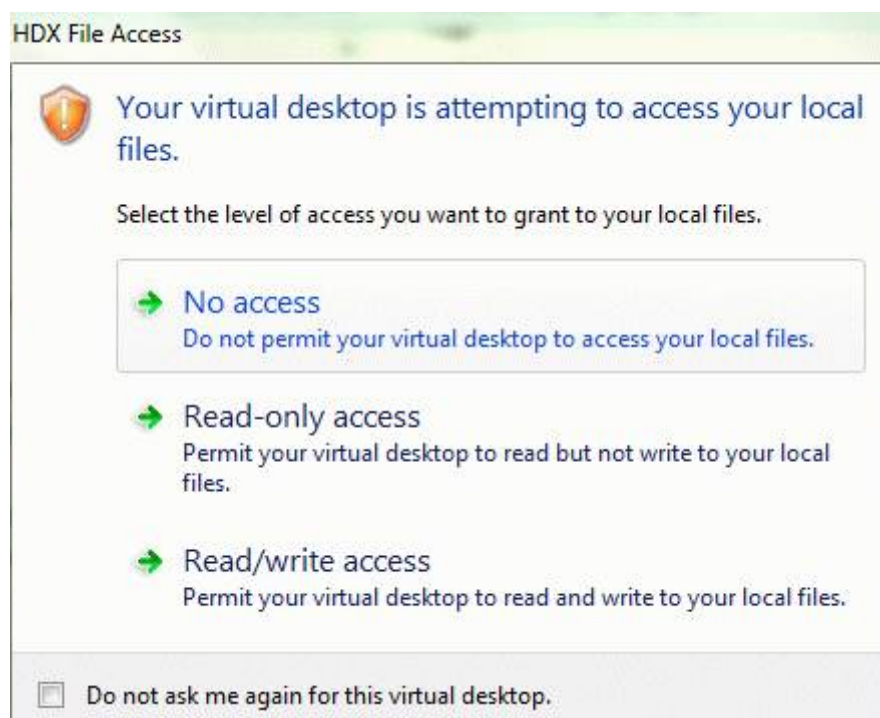 HDX File Access
Your virtual desktop is attempting to access your local
files.
Select the level of access you want to grant to your local files.
No access
Do not permit your virtual desktop to access your local files.
Read-only access
Permit your virtual desktop to read but not write to your local
files.
Read/write access
Permit your virtual desktop to read and write to your local files.
Do not ask me again for this virtual desktop.